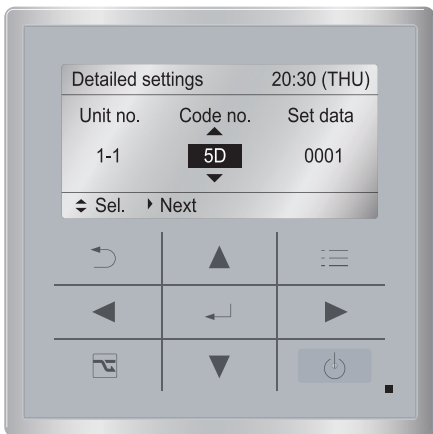 Detailed settings 20:30 (THU)
Unit no. Code no. Set data
1-1 5D 0001
Sel. Next